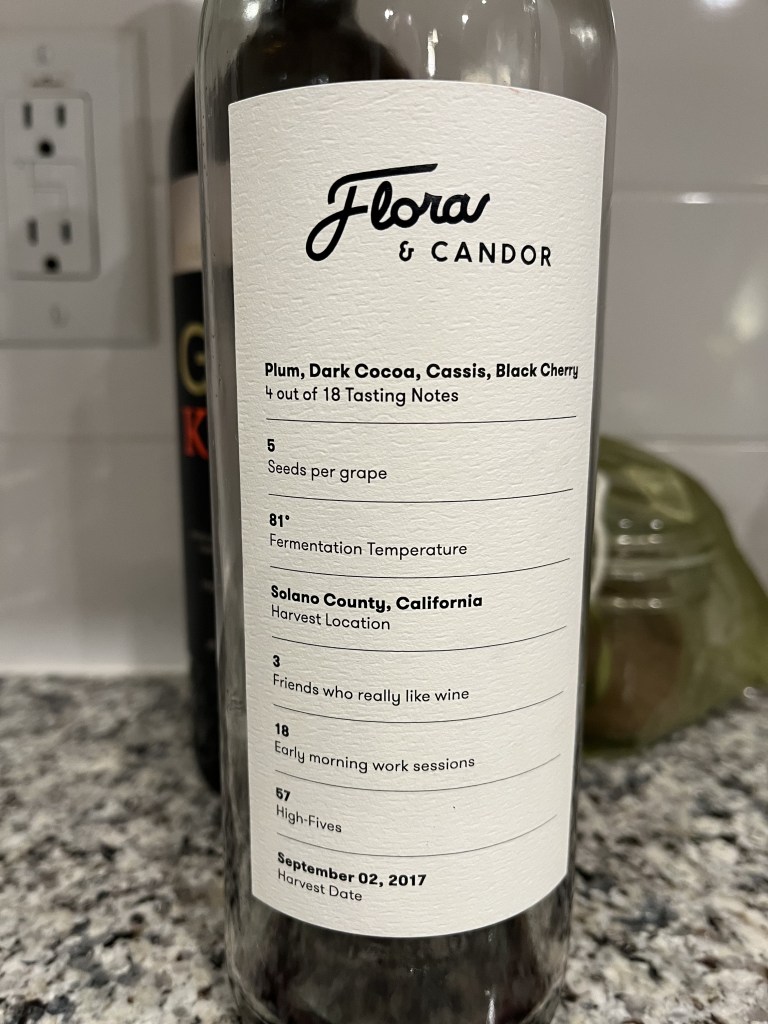 Flora
& CANDOR
Plum, Dark Cocoa, Cassis, Black Cherry
4 out of 18 Tasting Notes
5
Seeds per grape
81°
Fermentation Temperature
Solano County, California
Harvest Location
3
Friends who really like wine
18
Early morning work sessions
57
High-Fives
September 02, 2017
Harvest Date
G
K